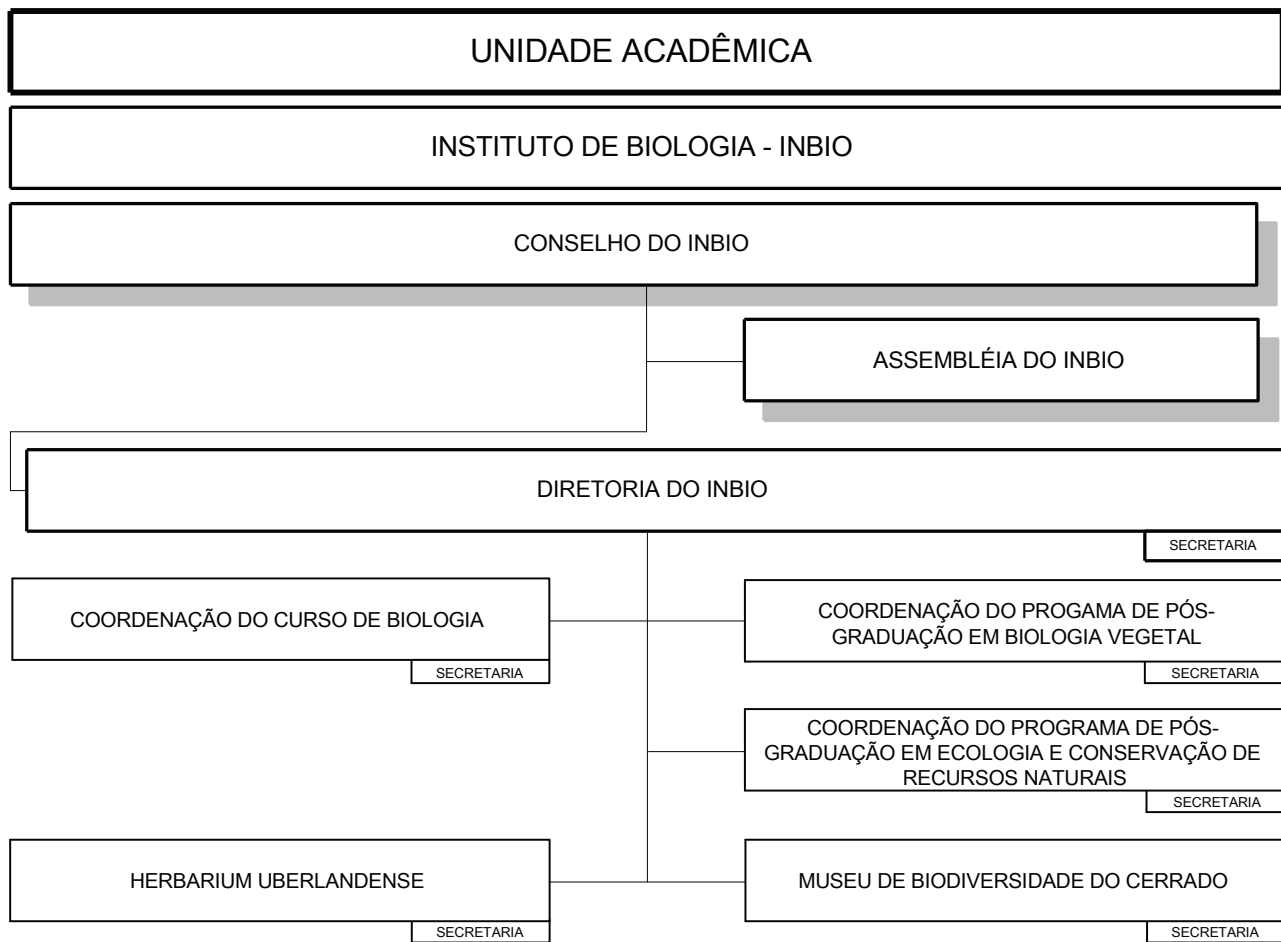 UNIDADE ACADÊMICA
INSTITUTO DE BIOLOGIA - INBIO
CONSELHO DO INBIO
ASSEMBLÉIA DO INBIO
DIRETORIA DO INBIO
SECRETARIA
COORDENAÇÃO DO CURSO DE BIOLOGIA
SECRETARIA
COORDENAÇÃO DO PROGAMA DE PÓS-
GRADUAÇÃO EM BIOLOGIA VEGETAL
SECRETARIA
COORDENAÇÃO DO PROGRAMA DE PÓS-
GRADUAÇÃO EM ECOLOGIA E CONSERVAÇÃO DE
RECURSOS NATURAIS
SECRETARIA
HERBARIUM UBERLANDENSE
SECRETARIA
MUSEU DE BIODIVERSIDADE DO CERRADO
SECRETARIA